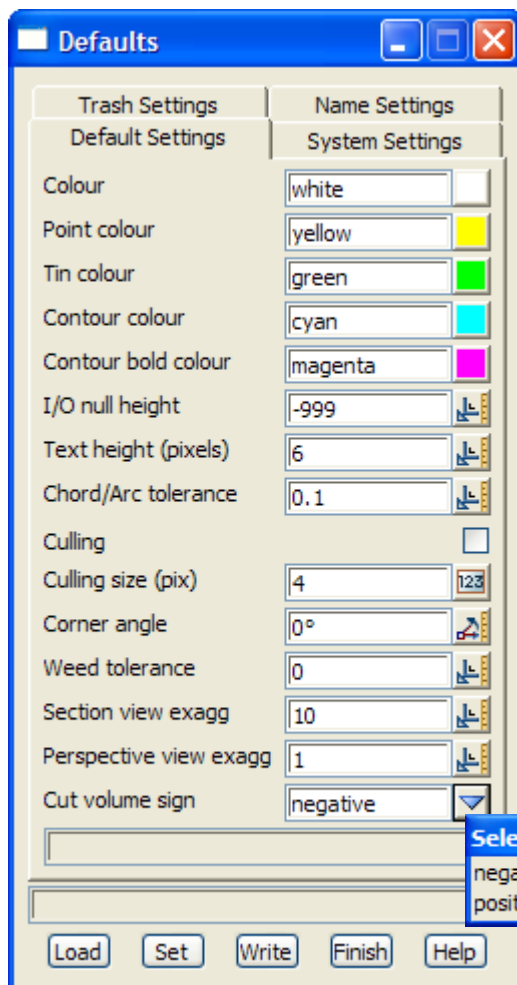 Defaults
Trash Settings Name Settings
Default Settings System Settings
Colour white
Point colour yellow
Tin colour green
Contour colour cyan
Contour bold colour magenta
I/O null height -999
Text height (pixels) 6
Chord/Arc tolerance 0.1
Culling
Culling size (pix) 4 123
Corner angle 0°
Weed tolerance 0
Section view exagg 10
Perspective view exagg 1
Cut volume sign negative
Sele
nega
posit
Load Set Write Finish Help